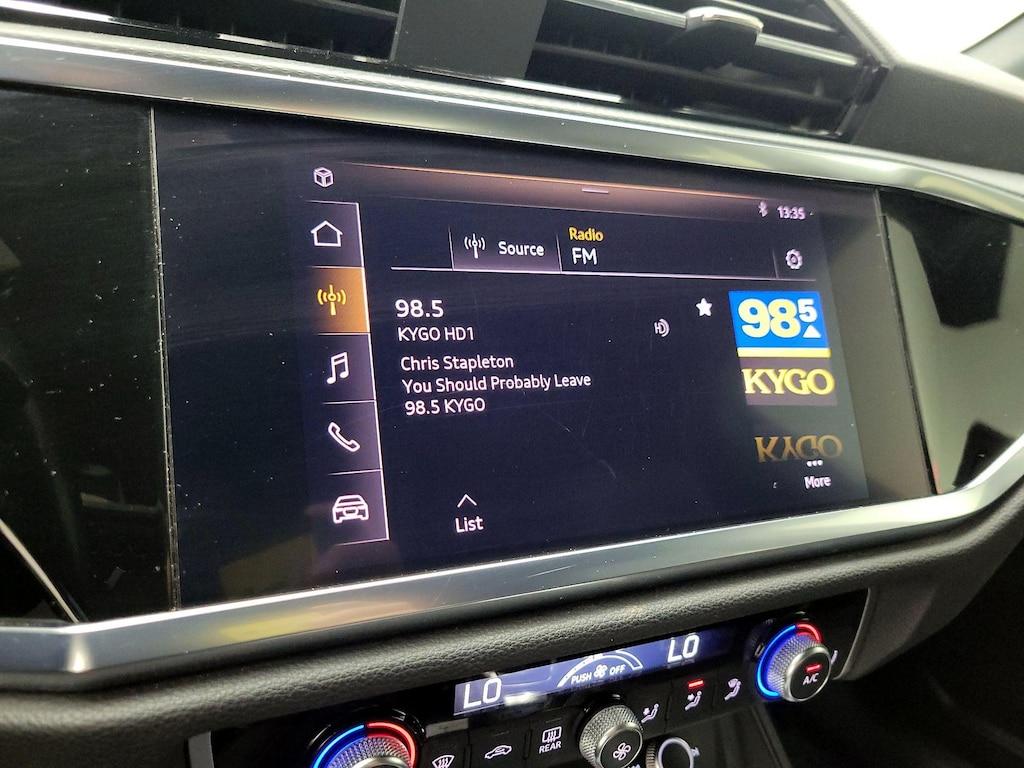 13:35
Source
Radio
FM
98.5
KYGO HD1
Chris Stapleton
You Should Probably Leave
98.5 KYGO
985
KYGO
List
More
LO
PUSH OFF
LO
A/C
REAR